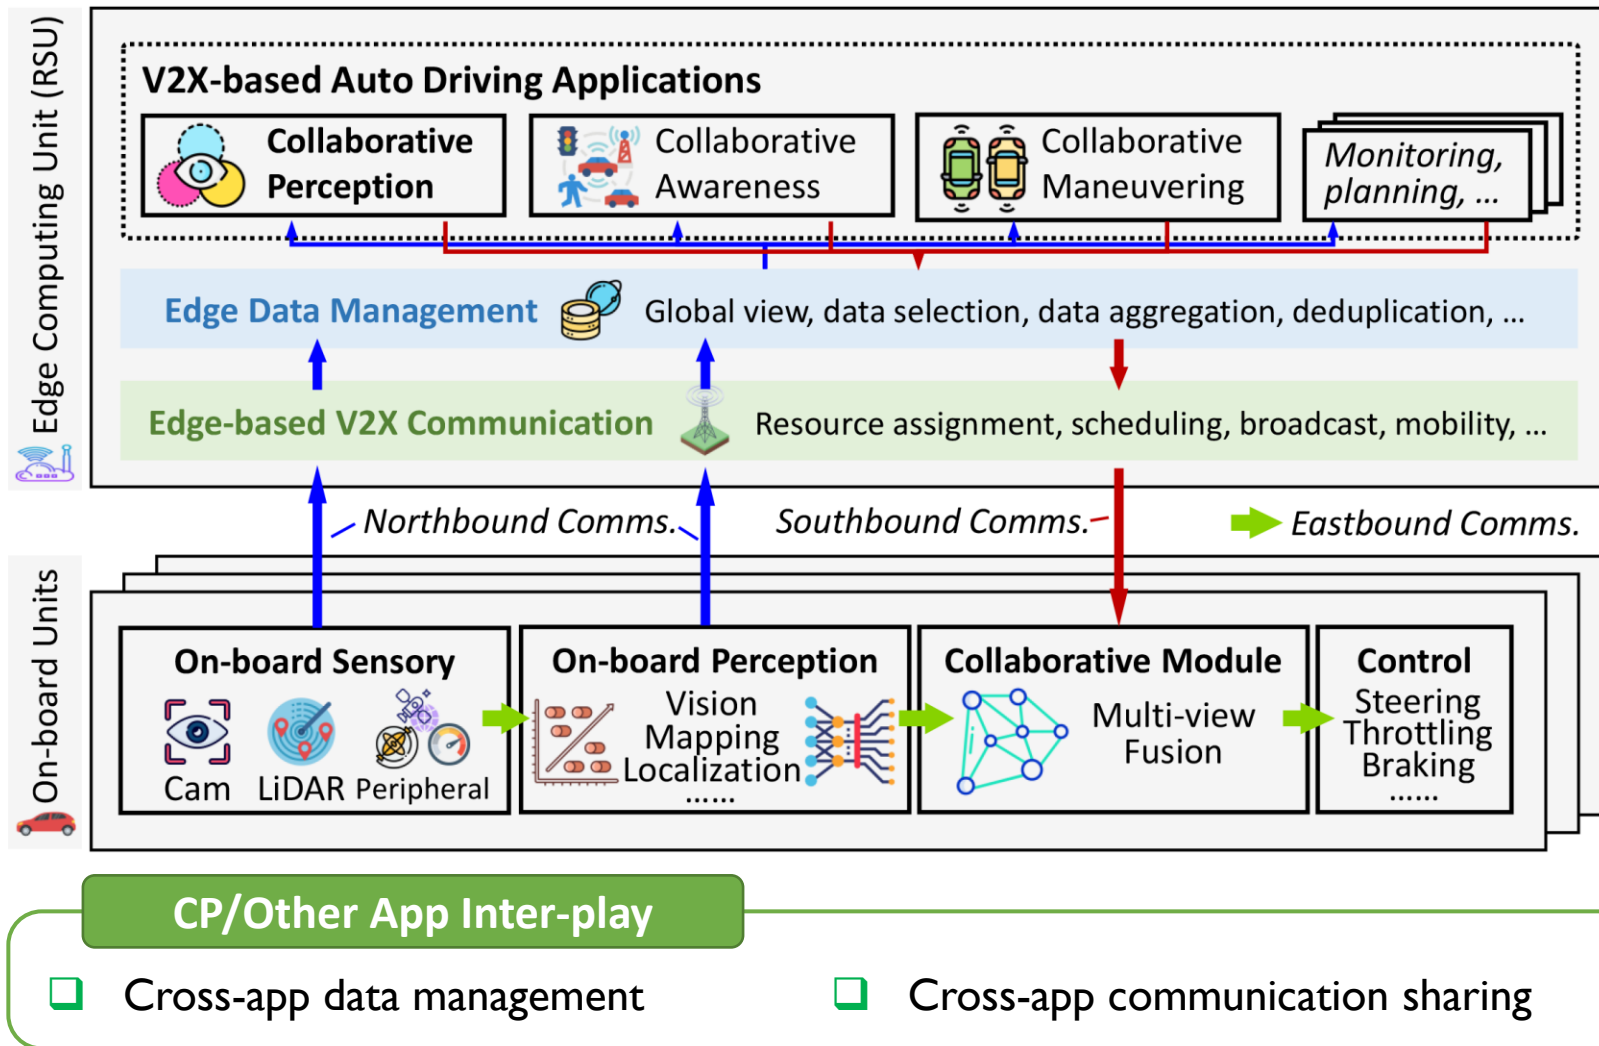 Edge Computing Unit (RSU)
V2X-based Auto Driving Applications
Collaborative
Perception
Collaborative
Awareness
Collaborative
Maneuvering
Monitoring,
planning, ...
Edge Data Management
Global view, data selection, data aggregation, deduplication, ...
Edge-based V2X Communication
Resource assignment, scheduling, broadcast, mobility, ...
Northbound Comms.
Southbound Comms.
Eastbound Comms.
On-board Units
On-board Sensory
Cam
LiDAR
Peripheral
On-board Perception
Vision
Mapping
Localization
......
Collaborative Module
Multi-view
Fusion
Control
Steering
Throttling
Braking
......
CP/Other App Inter-play
Cross-app data management
Cross-app communication sharing